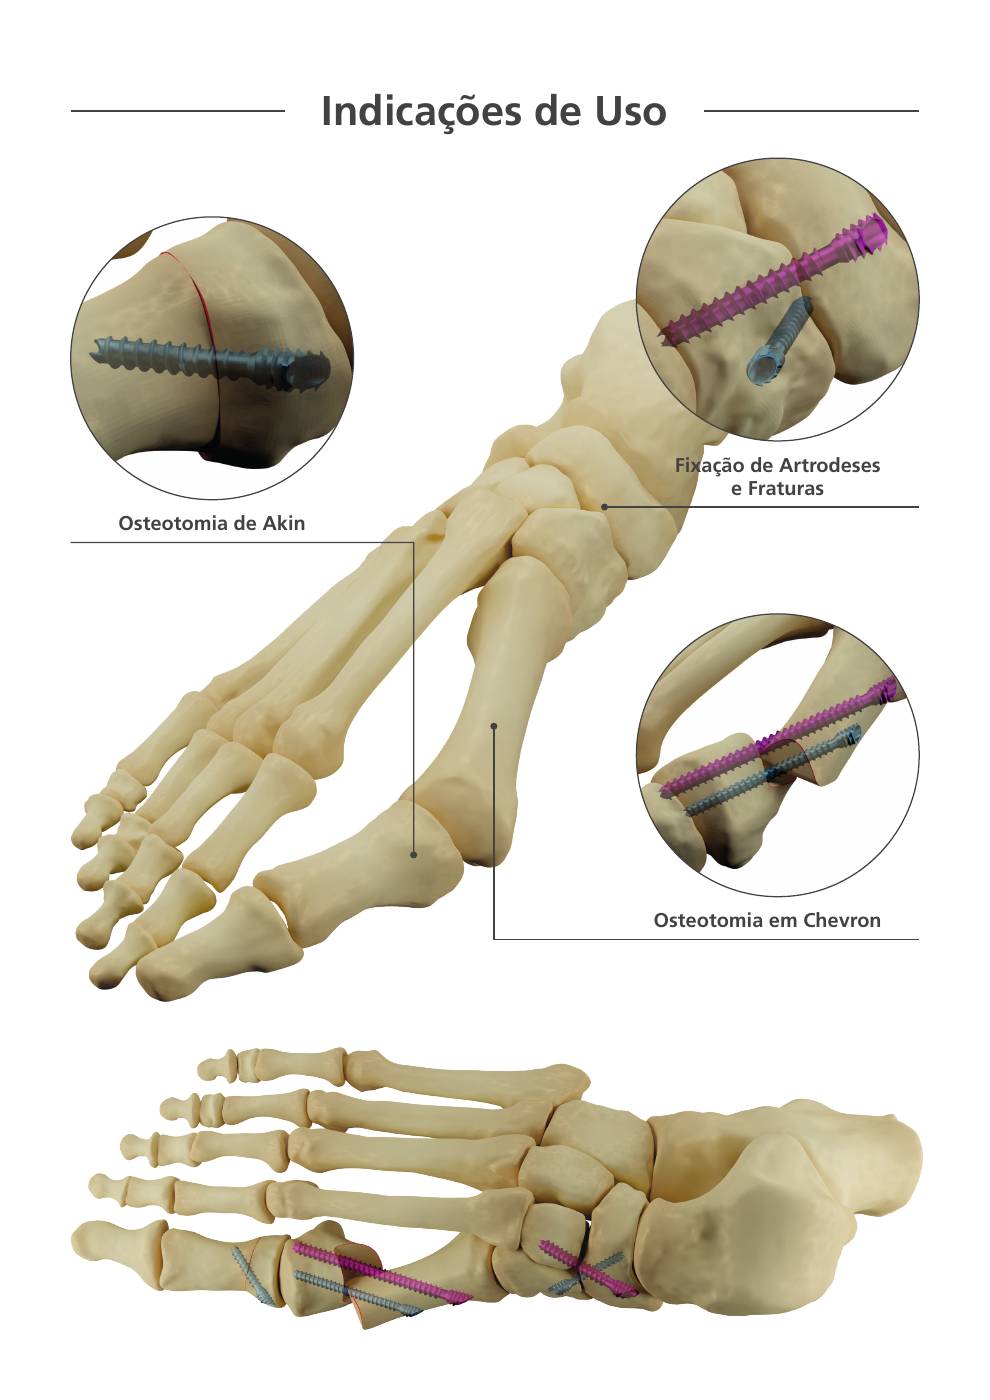 Indicações de Uso
Fixação de Artrodeses
e Fraturas
Osteotomia de Akin
Osteotomia em Chevron